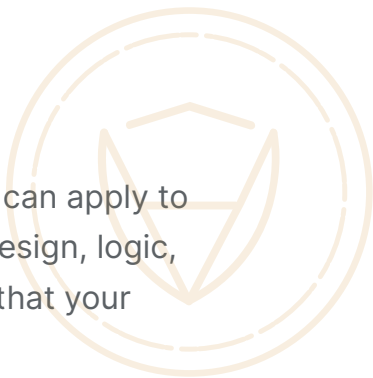 can apply to
esign, logic,
that your